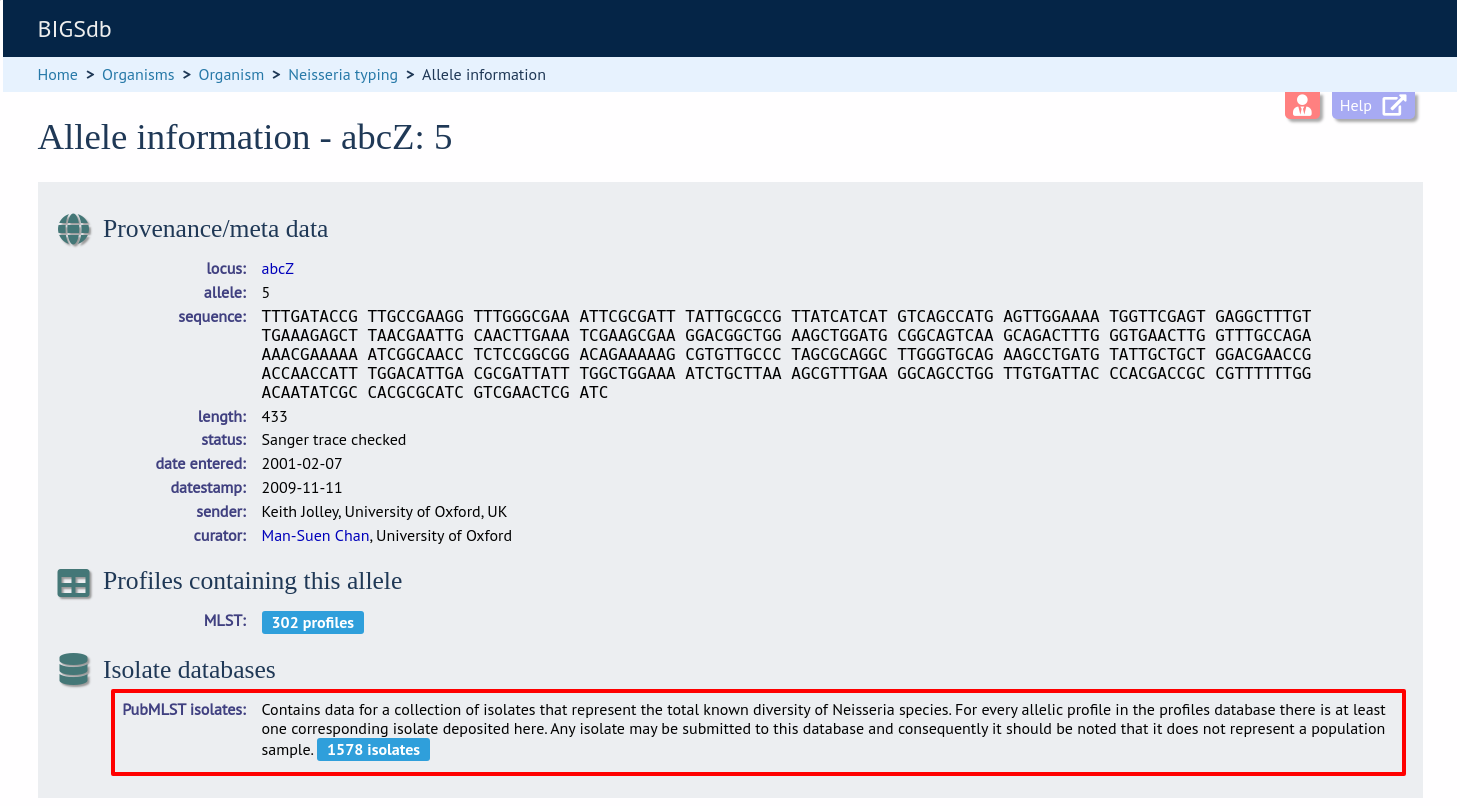 BIGSdb
Home > Organisms > Organism > Neisseria typing > Allele information
Help
Allele information - abcZ: 5
Provenance/meta data
locus: abcZ
allele: 5
sequence: TTTGATACCG TTGCCGAAGG TTTGGGCGAA ATTCGCGATT TATTGCGCCG TTATCATCAT GTCAGCCATG AGTTGGAAAA TGGTTCGAGT GAGGCTTTGT
TGAAAGAGCT TAACGAATTG CAACTTGAAA TCGAAGCGAA GGACGGCTGG AAGCTGGATG CGGCAGTCAA GCAGACTTTG GGTGAACTTG GTTTGCCAGA
AAACGAAAAA ATCGGCAACC TCTCCGGCGG ACAGAAAAAG CGTGTTGCCC TAGCGCAGGC TTGGGTGCAG AAGCCTGATG TATTGCTGCT GGACGAACCG
ACCAACCATT TGGACATTGA CGCGATTATT TGGCTGGAAA ATCTGCTTAA AGCGTTTGAA GGCAGCCTGG TTGTGATTAC CCACGACCGC CGTTTTTTGG
ACAATATCGC CACGCGCATC GTCGAACTCG ATC
length: 433
status: Sanger trace checked
date entered: 2001-02-07
datestamp: 2009-11-11
sender: Keith Jolley, University of Oxford, UK
curator: Man-Suen Chan, University of Oxford
Profiles containing this allele
MLST: 302 profiles
Isolate databases
PubMLST isolates: Contains data for a collection of isolates that represent the total known diversity of Neisseria species. For every allelic profile in the profiles database there is at least
one corresponding isolate deposited here. Any isolate may be submitted to this database and consequently it should be noted that it does not represent a population
sample. 1578 isolates